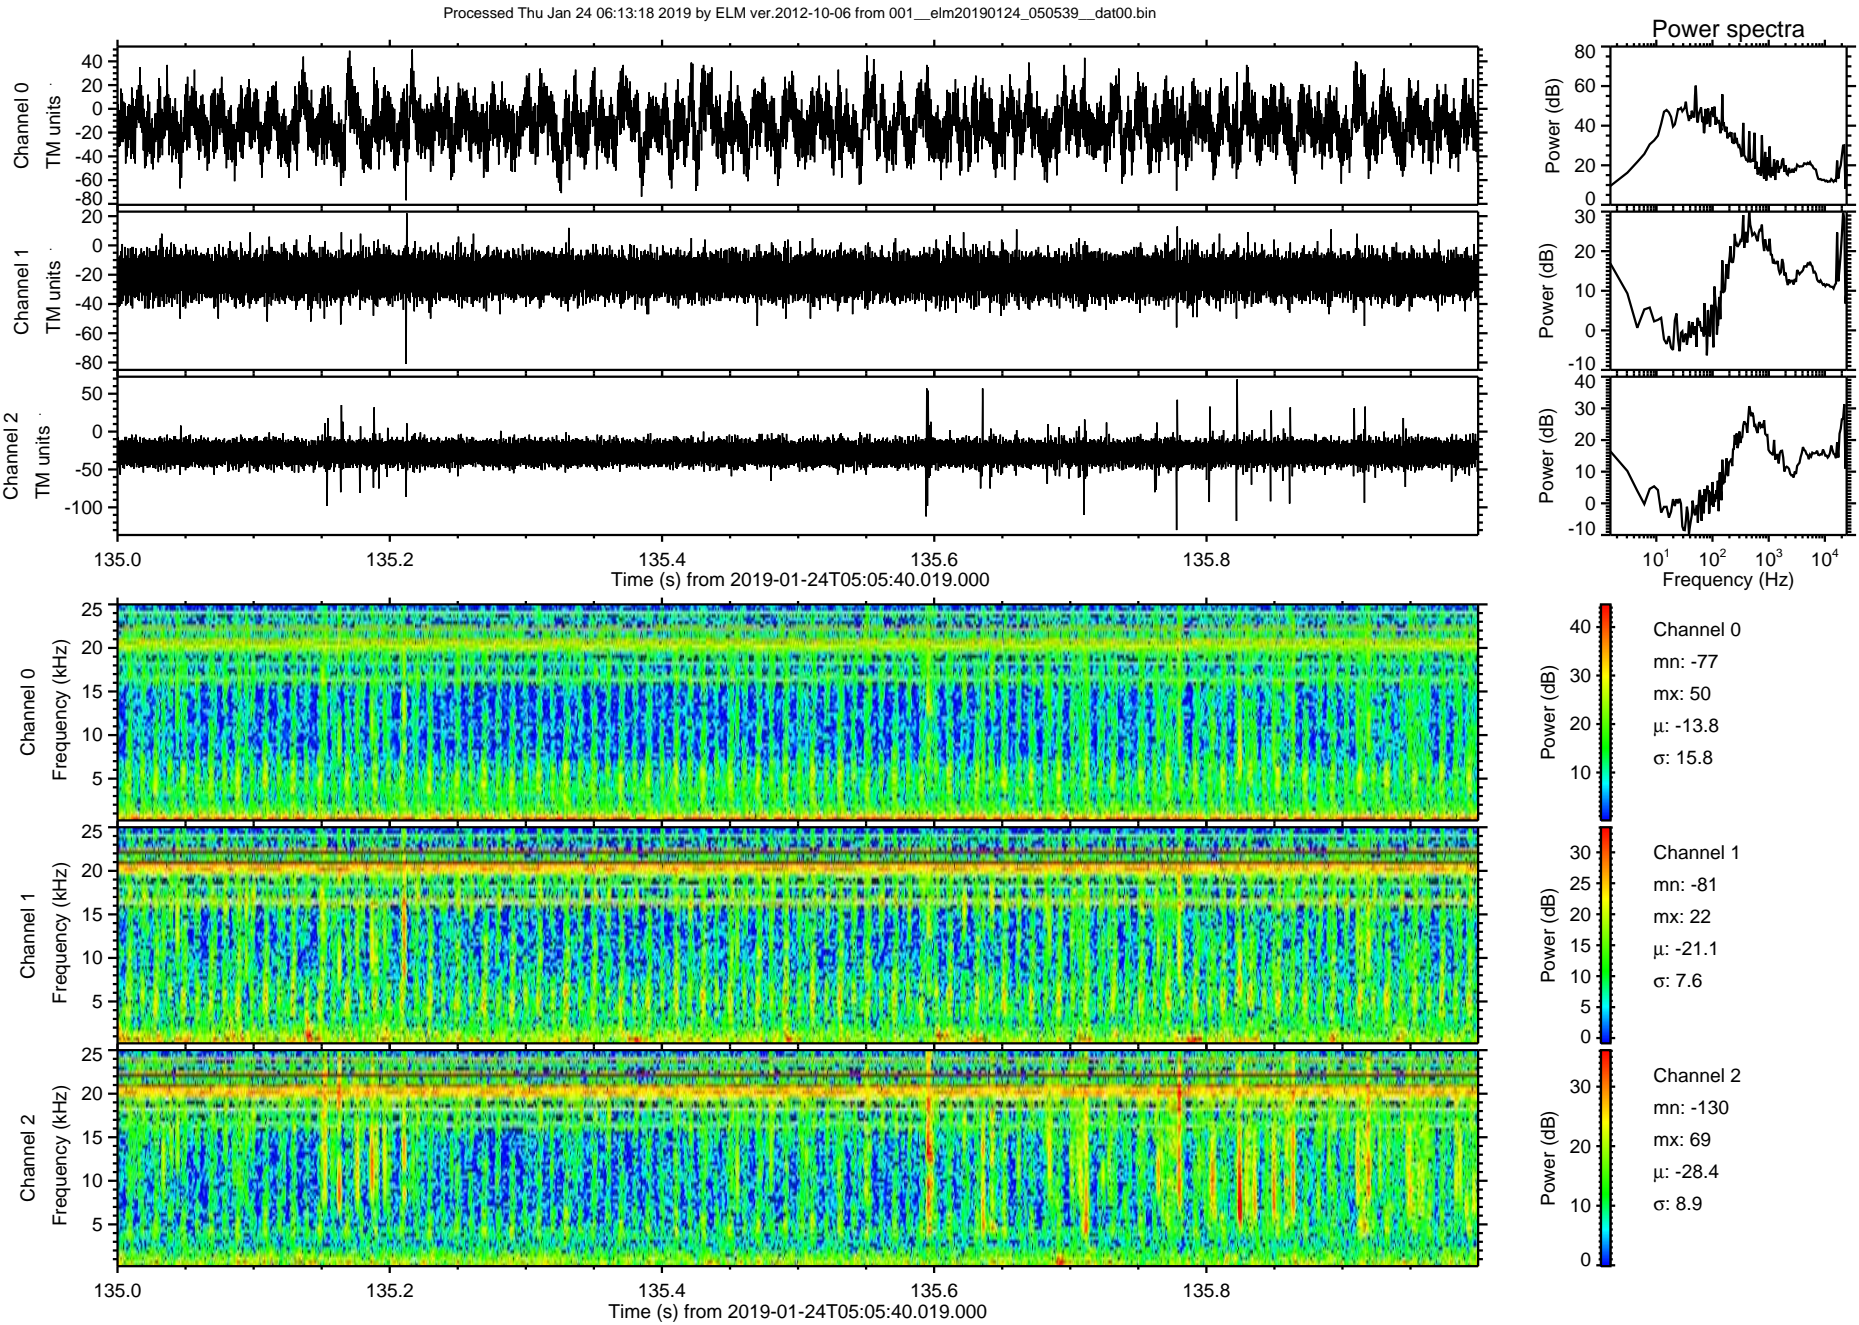 Processed Thu Jan 24 06:13:18 2019 by ELM ver.2012-10-06 from 001__elm20190124_050539__dat00.bin
Power spectra
Channel 0
TM units
40
20
0
-20
-40
-60
-80
Power (dB)
80
60
40
20
0
Channel 1
TM units
20
0
-20
-40
-60
-80
Power (dB)
30
20
10
0
-10
Channel 2
TM units
50
0
-50
-100
Power (dB)
40
30
20
10
0
-10
135.0 135.2 135.4 135.6 135.8
Time (s) from 2019-01-24T05:05:40.019.000
10^1 10^2 10^3 10^4
Frequency (Hz)
Channel 0
Frequency (kHz)
25
20
15
10
5
Power (dB)
40
30
20
10
Channel 0
mn: -77
mx: 50
µ: -13.8
σ: 15.8
Channel 1
Frequency (kHz)
25
20
15
10
5
Power (dB)
30
25
20
15
10
5
0
Channel 1
mn: -81
mx: 22
µ: -21.1
σ: 7.6
Channel 2
Frequency (kHz)
25
20
15
10
5
Power (dB)
30
20
10
0
Channel 2
mn: -130
mx: 69
µ: -28.4
σ: 8.9
135.0 135.2 135.4 135.6 135.8
Time (s) from 2019-01-24T05:05:40.019.000